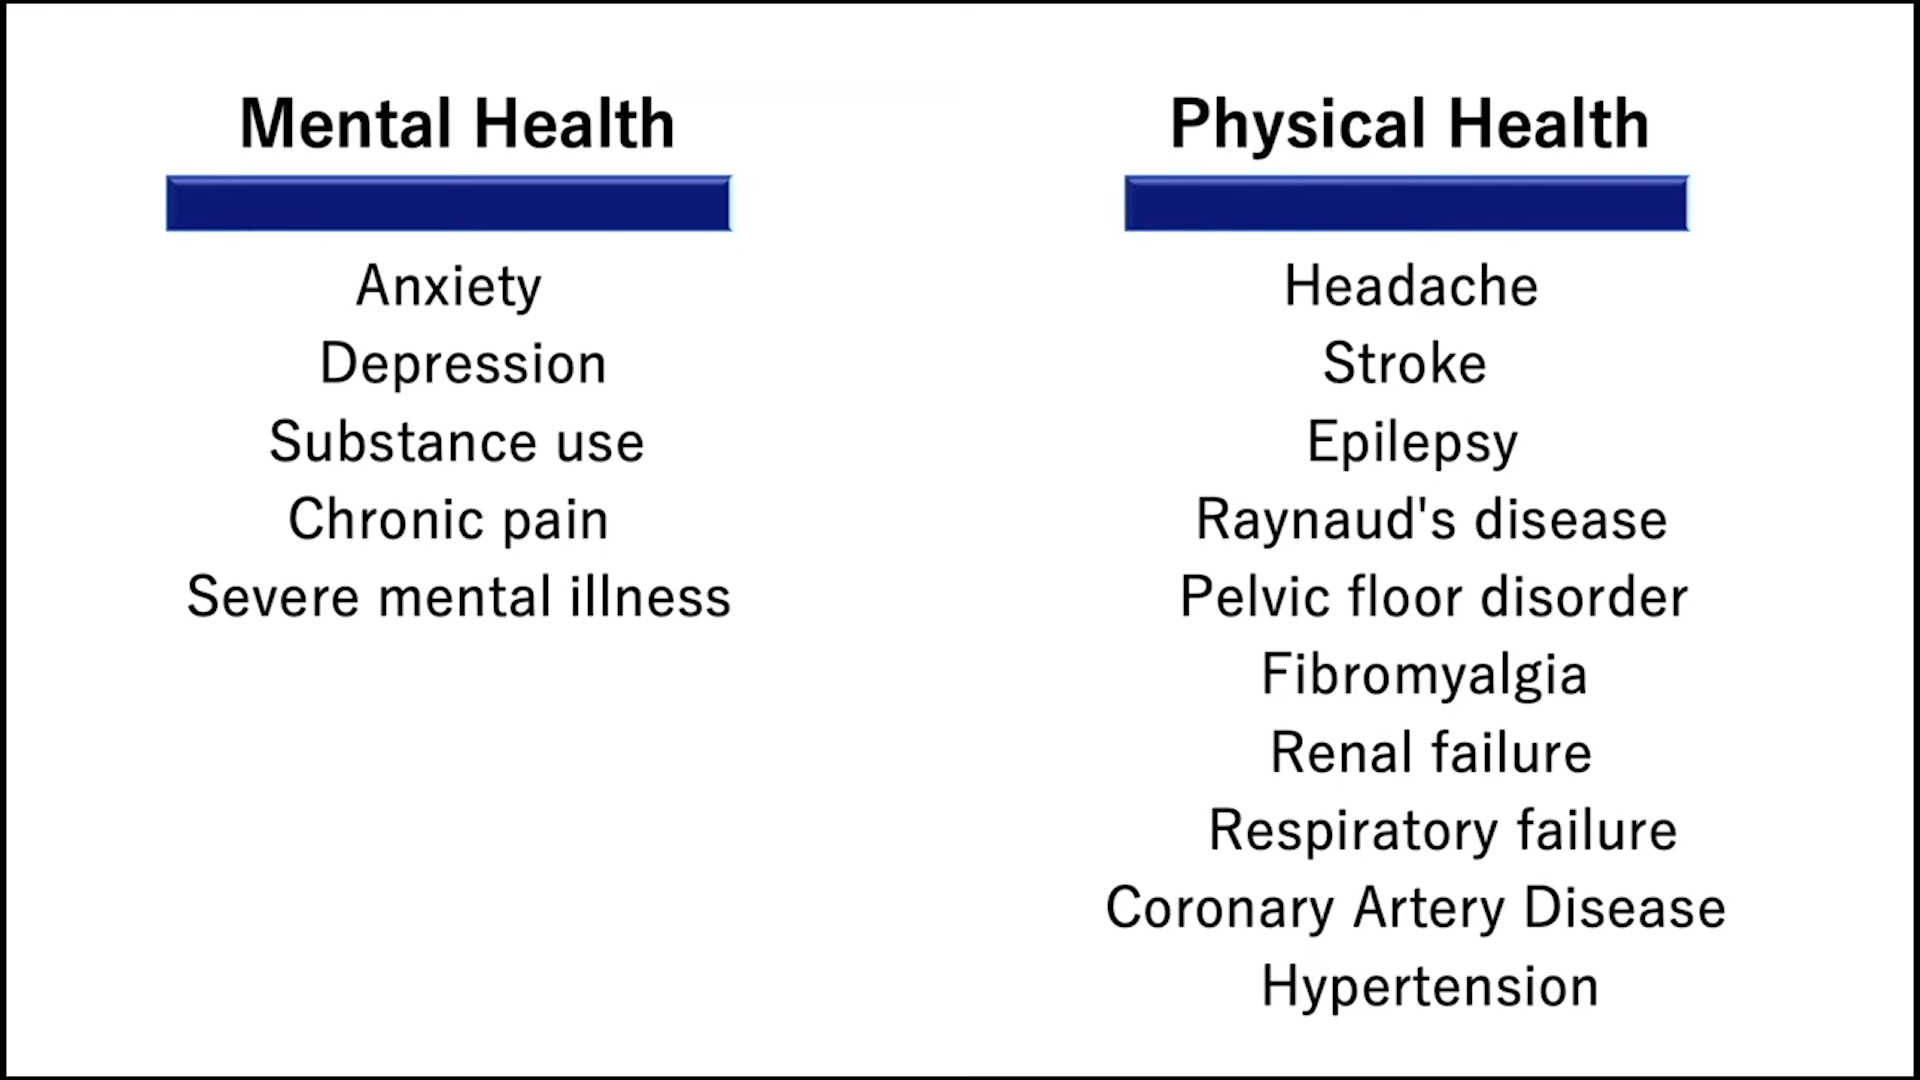 Mental Health
Anxiety
Depression
Substance use
Chronic pain
Severe mental illness
Physical Health
Headache
Stroke
Epilepsy
Raynaud's disease
Pelvic floor disorder
Fibromyalgia
Renal failure
Respiratory failure
Coronary Artery Disease
Hypertension